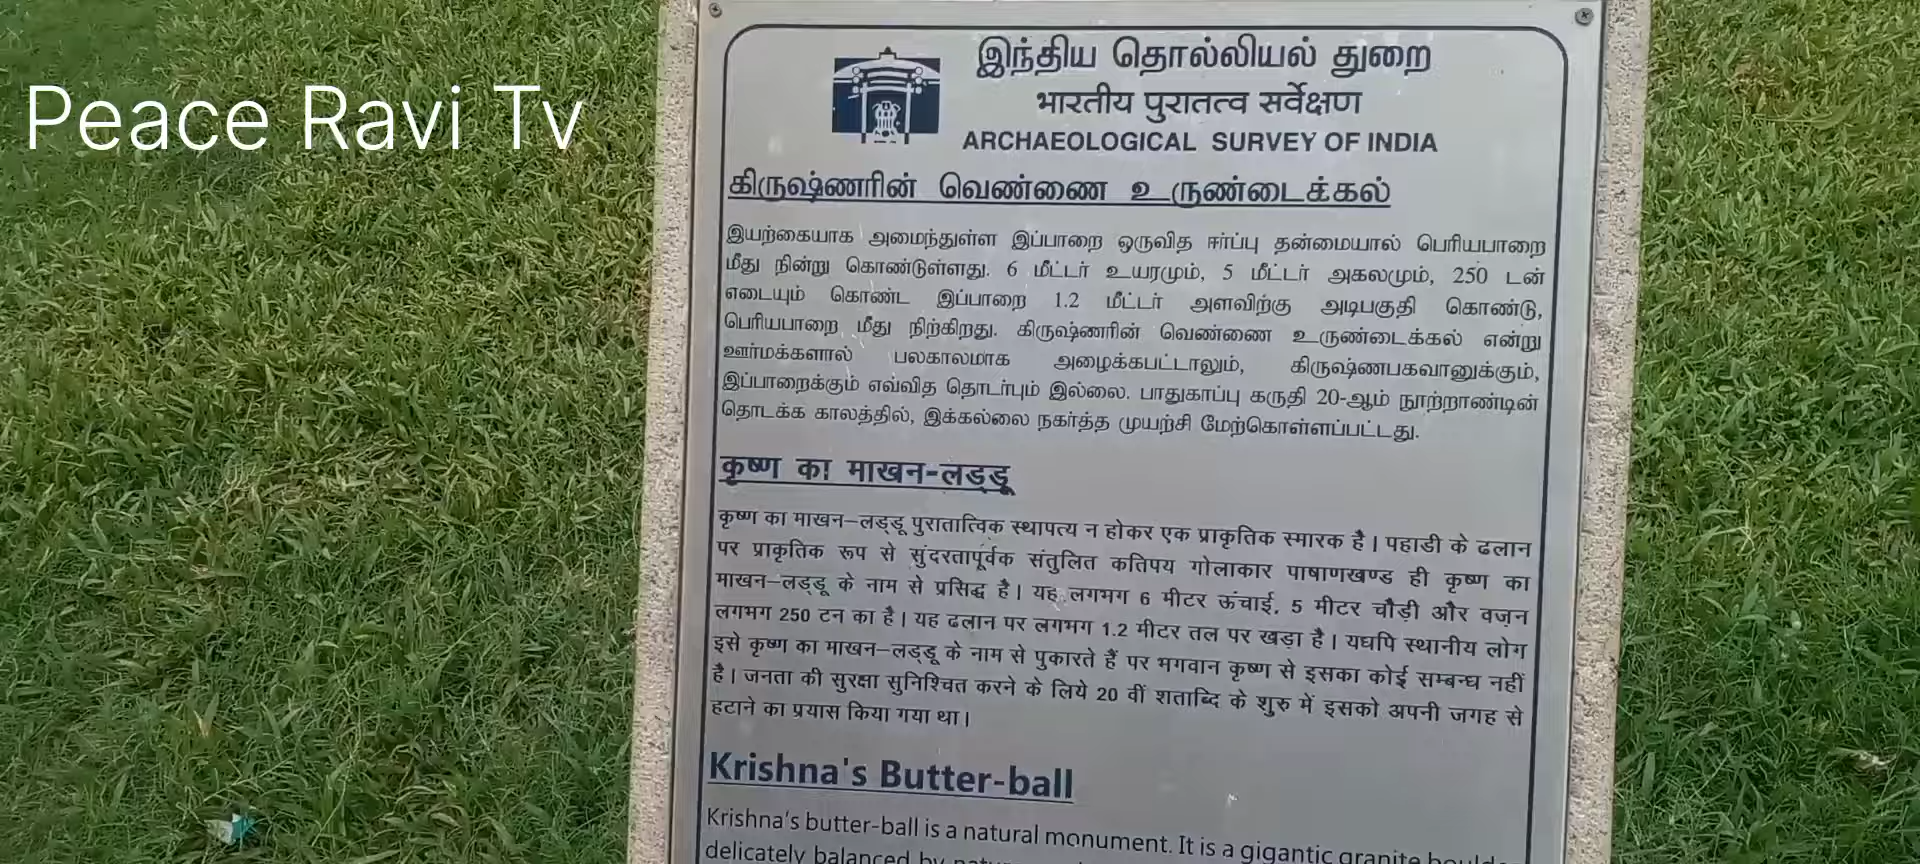 Peace Ravi Tv
இந்திய தொல்லியல் துறை
भारतीय पुरातत्व सर्वेक्षण
ARCHAEOLOGICAL SURVEY OF INDIA
கிருஷ்ணரின் வெண்ணை உருண்டைக்கல்
இயற்கையாக அமைந்துள்ள இப்பாறை ஒருவித ஈர்ப்பு தன்மையால் பெரியபாறை
மீது நின்று கொண்டுள்ளது. 6 மீட்டர் உயரமும், 5 மீட்டர் அகலமும், 250 டன்
எடையும் கொண்ட இப்பாறை 1.2 மீட்டர் அளவிற்கு அடிபகுதி கொண்டு,
பெரியபாறை மீது நிற்கிறது. கிருஷ்ணரின் வெண்ணை உருண்டைக்கல் என்று
ஊர்மக்களால் பலகாலமாக அழைக்கபட்டாலும், கிருஷ்ணபகவானுக்கும்,
இப்பாறைக்கும் எவ்வித தொடர்பும் இல்லை. பாதுகாப்பு கருதி 20-ஆம் நூற்றாண்டின்
தொடக்க காலத்தில், இக்கல்லை நகர்த்த முயற்சி மேற்கொள்ளப்பட்டது.
कृष्ण का माखन-लड्डू
कृष्ण का माखन–लड्डू पुरातात्विक स्थापत्य न होकर एक प्राकृतिक स्मारक है। पहाडी के ढलान
पर प्राकृतिक रूप से सुंदरतापूर्वक संतुलित कतिपय गोलाकार पाषाणखण्ड ही कृष्ण का
माखन–लड्डू के नाम से प्रसिद्ध है। यह लगभग 6 मीटर ऊंचाई, 5 मीटर चौड़ी और वज़न
लगभग 250 टन का है। यह ढलान पर लगभग 1.2 मीटर तल पर खड़ा है। यघपि स्थानीय लोग
इसे कृष्ण का माखन–लड्डू के नाम से पुकारते हैं पर भगवान कृष्ण से इसका कोई सम्बन्ध नहीं
है। जनता की सुरक्षा सुनिश्चित करने के लिये 20 वीं शताब्दि के शुरु में इसको अपनी जगह से
हटाने का प्रयास किया गया था।
Krishna's Butter-ball
Krishna's butter-ball is a natural monument. It is a gigantic granite
delicately balanced by